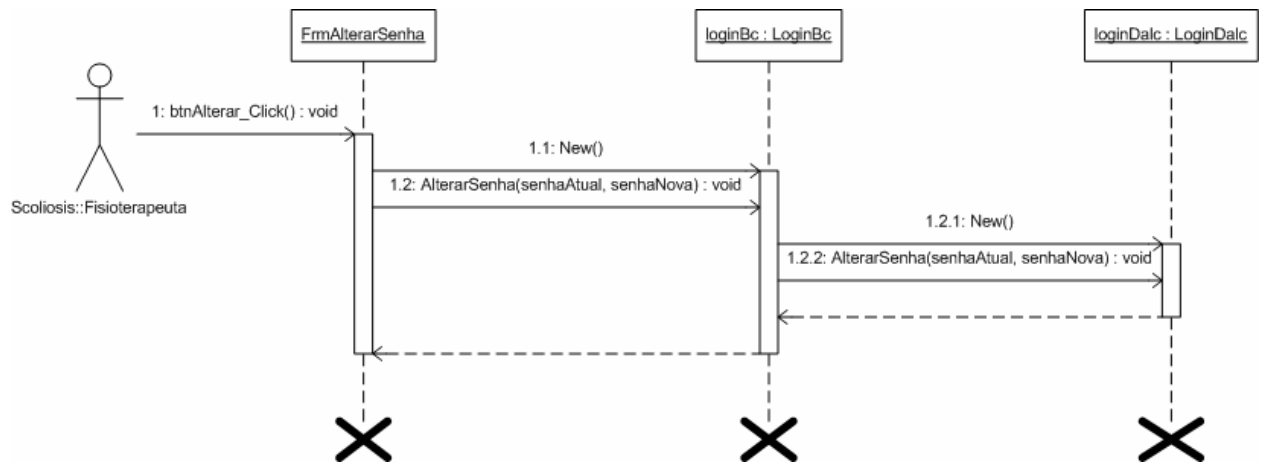 FrmAlterarSenha
loginBc : LoginBc
loginDalc : LoginDalc
1: btnAlterar_Click() : void
1.1: New()
1.2: AlterarSenha(senhaAtual, senhaNova) : void
Scoliosis::Fisioterapeuta
1.2.1: New()
1.2.2: AlterarSenha(senhaAtual, senhaNova) : void